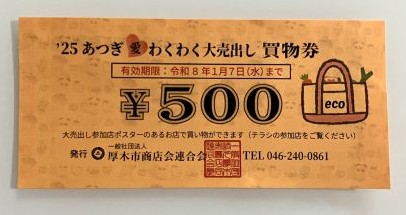 '25 あつぎ 愛 わくわく大売出し 買物券
有効期限：令和8年1月7日(水)まで
¥500
eco
大売出し参加店ポスターのあるお店で買い物ができます（チラシの参加店をご覧ください）
発行 一般社団法人 厚木市商店会連合会 TEL 046-240-0861